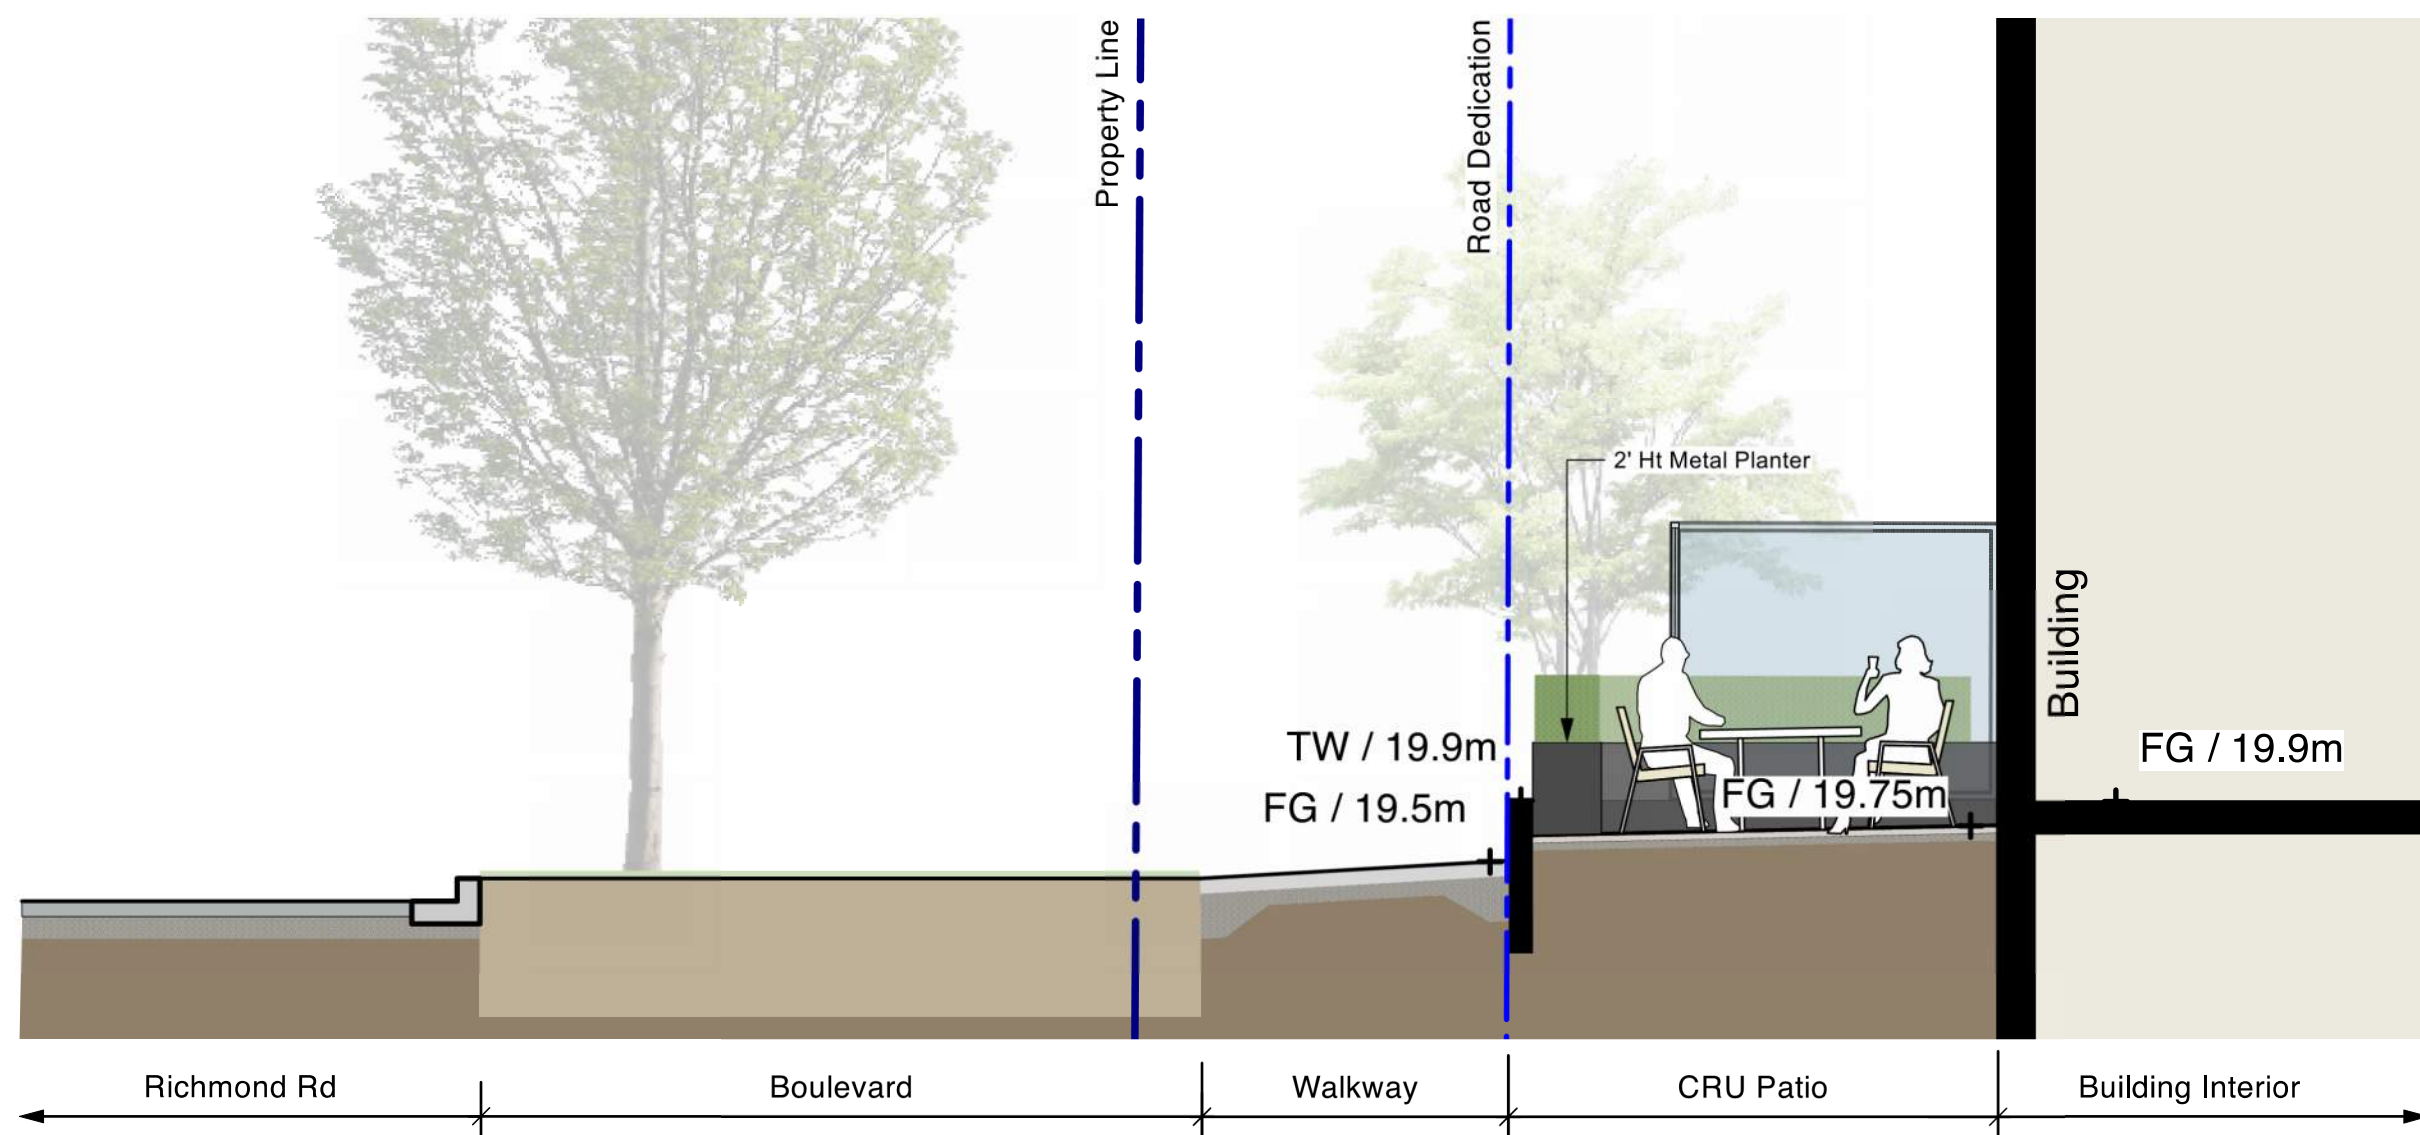 Property Line
Road Dedication
2' Ht Metal Planter
Building
TW / 19.9m
FG / 19.9m
FG / 19.5m
FG / 19.75m
Richmond Rd
Boulevard
Walkway
CRU Patio
Building Interior